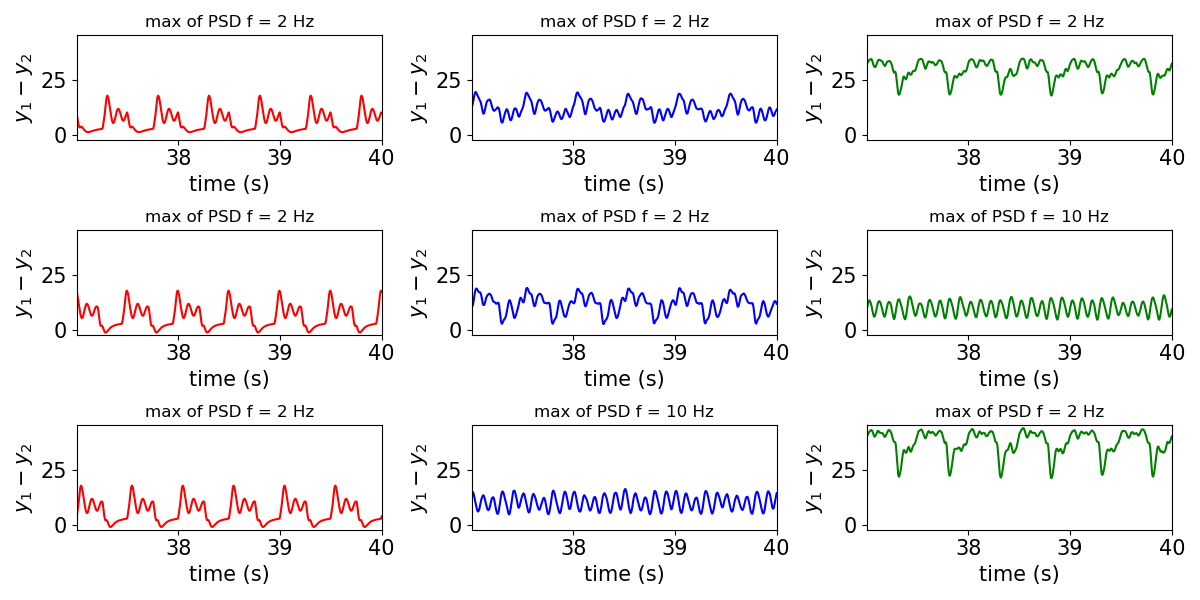 max of PSD f = 2 Hz max of PSD f = 2 Hz max of PSD f = 2 Hz
y₁ − y₂ 25 0 y₁ − y₂ 25 0 y₁ − y₂ 25 0
38 39 40 38 39 40 38 39 40
time (s) time (s) time (s)
max of PSD f = 2 Hz max of PSD f = 2 Hz max of PSD f = 10 Hz
y₁ − y₂ 25 0 y₁ − y₂ 25 0 y₁ − y₂ 25 0
38 39 40 38 39 40 38 39 40
time (s) time (s) time (s)
max of PSD f = 2 Hz max of PSD f = 10 Hz max of PSD f = 2 Hz
y₁ − y₂ 25 0 y₁ − y₂ 25 0 y₁ − y₂ 25 0
38 39 40 38 39 40 38 39 40
time (s) time (s) time (s)